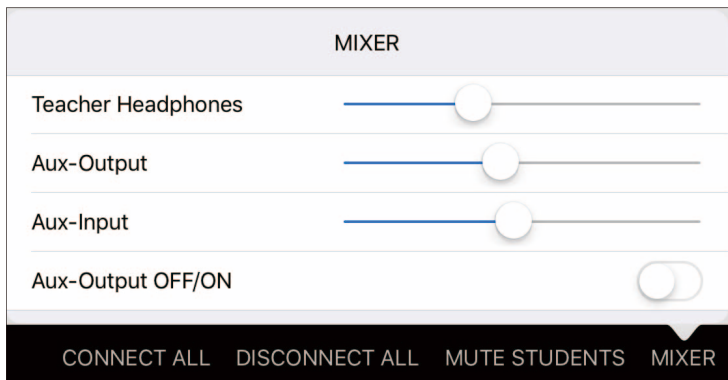 MIXER
Teacher Headphones
Aux-Output
Aux-Input
Aux-Output OFF/ON
CONNECT ALL DISCONNECT ALL MUTE STUDENTS MIXER